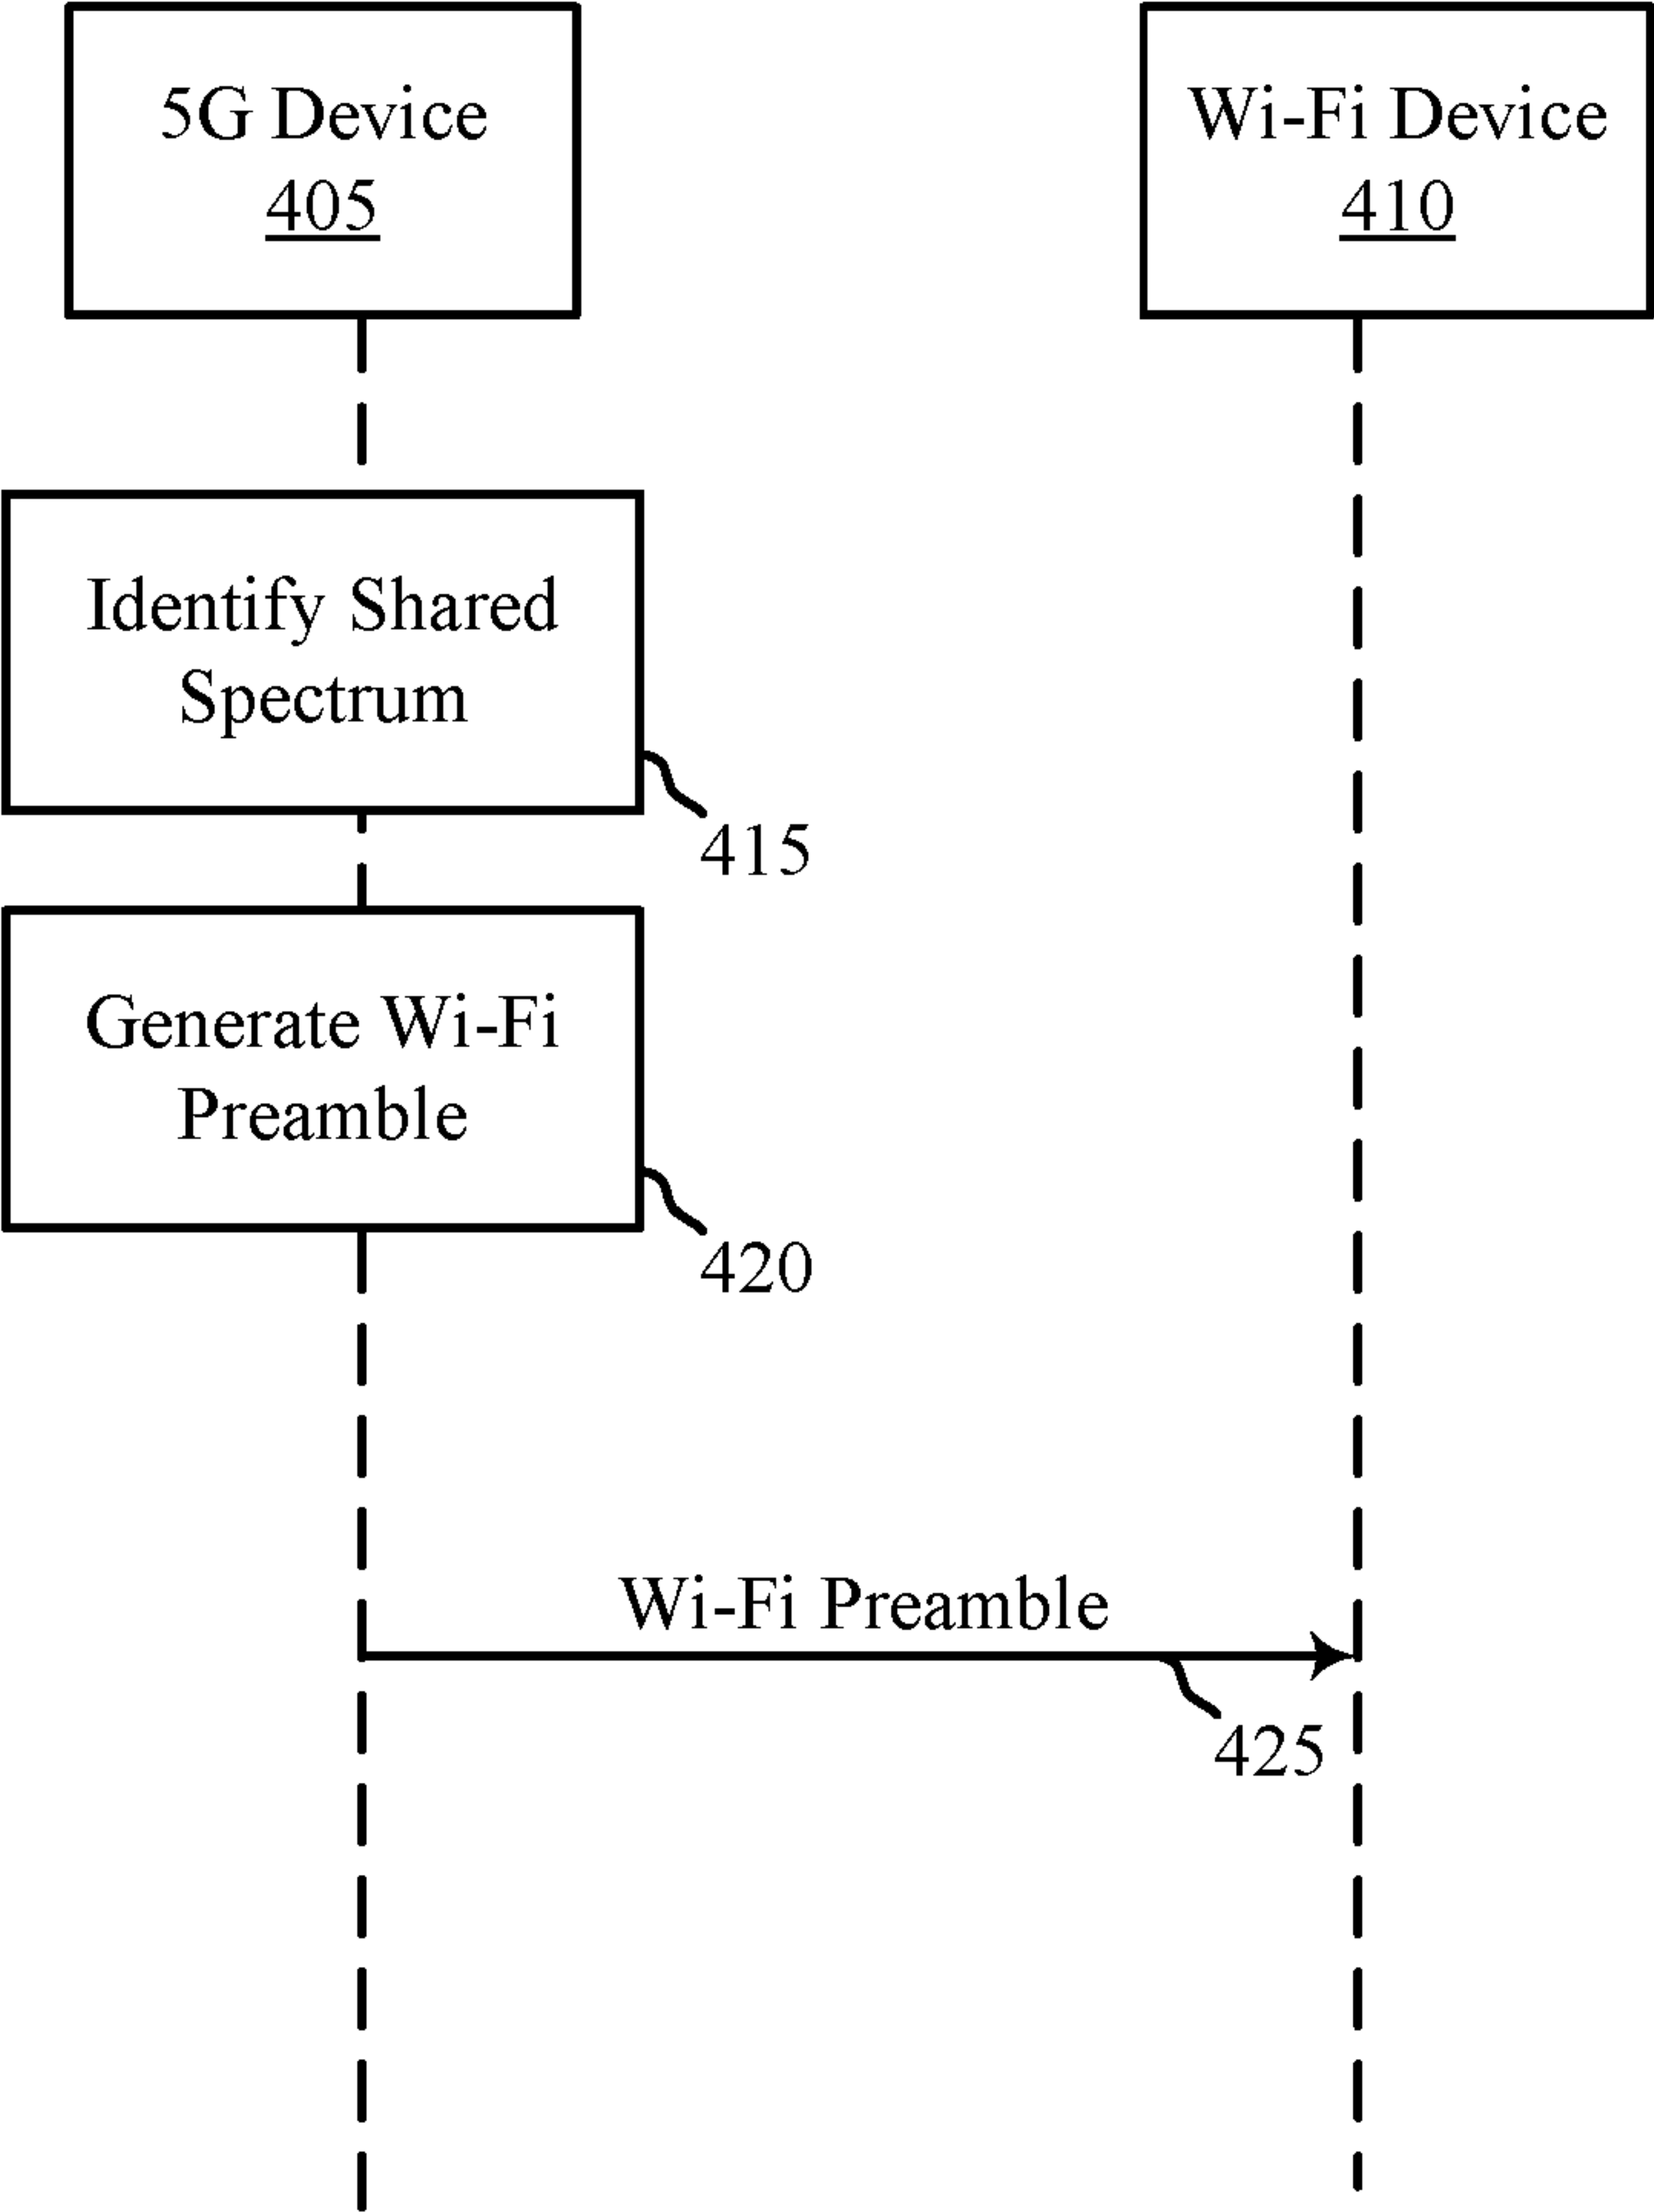 5G Device
405
Wi-Fi Device
410
Identify Shared
Spectrum
415
Generate Wi-Fi
Preamble
420
Wi-Fi Preamble
425